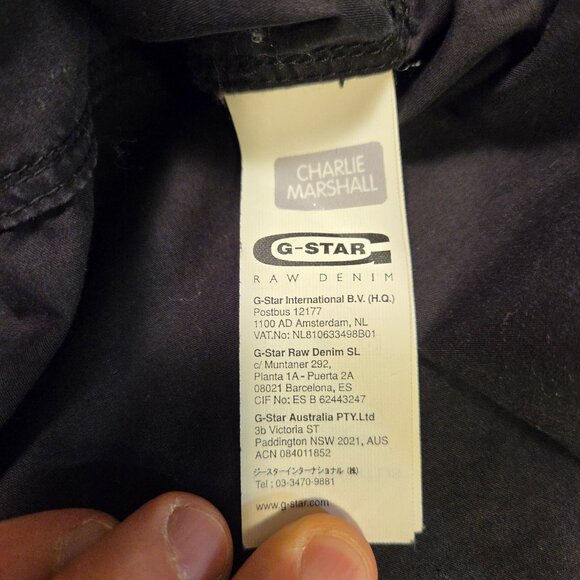 CHARLIE
MARSHALL
G-STAR
RAW DENIM
G-Star International B.V. (H.Q.)
Postbus 12177
1100 AD Amsterdam, NL
VAT.No: NL810633498B01
G-Star Raw Denim SL
c/ Muntaner 292,
Planta 1A - Puerta 2A
08021 Barcelona, ES
CIF No: ES B 62443247
G-Star Australia PTY.Ltd
3b Victoria ST
Paddington NSW 2021, AUS
ACN 084011852
ジースターインターナショナル (株)
Tel ; 03-3470-9881
www.g-star.com